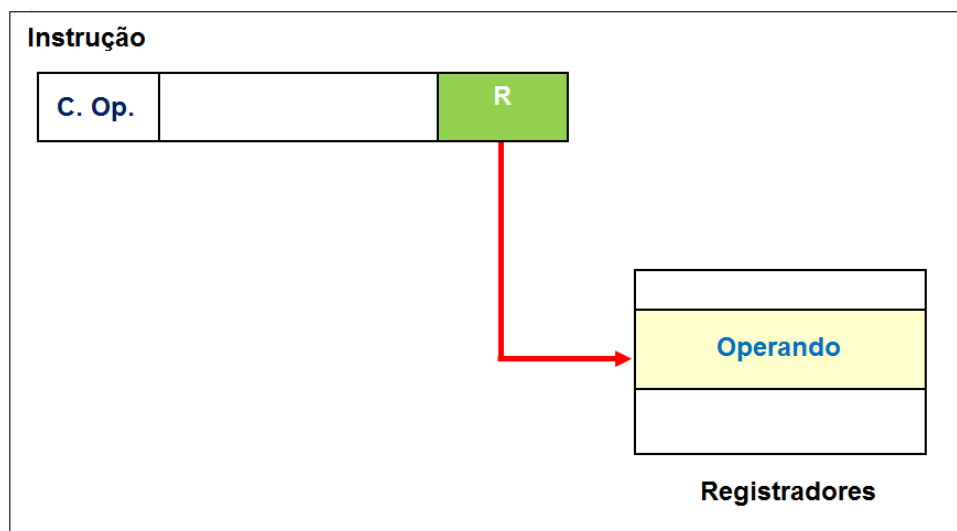 Instrução
C. Op.
R
Operando
Registradores